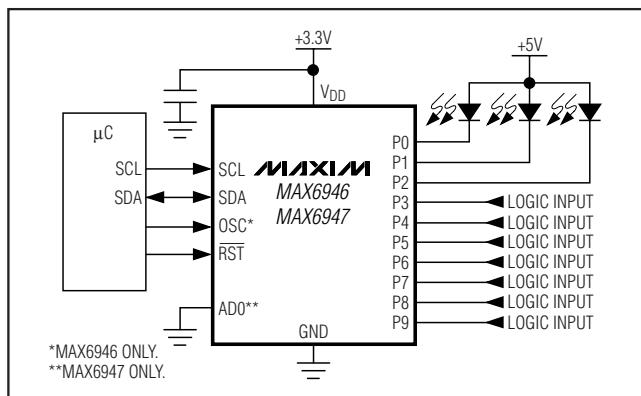 +3.3V
+5V
VDD
µC
SCL
SDA
SCL
SDA
OSC*
RST
AD0**
MAXIM
MAX6946
MAX6947
GND
P0
P1
P2
P3
P4
P5
P6
P7
P8
P9
LOGIC INPUT
LOGIC INPUT
LOGIC INPUT
LOGIC INPUT
LOGIC INPUT
LOGIC INPUT
LOGIC INPUT
*MAX6946 ONLY.
**MAX6947 ONLY.